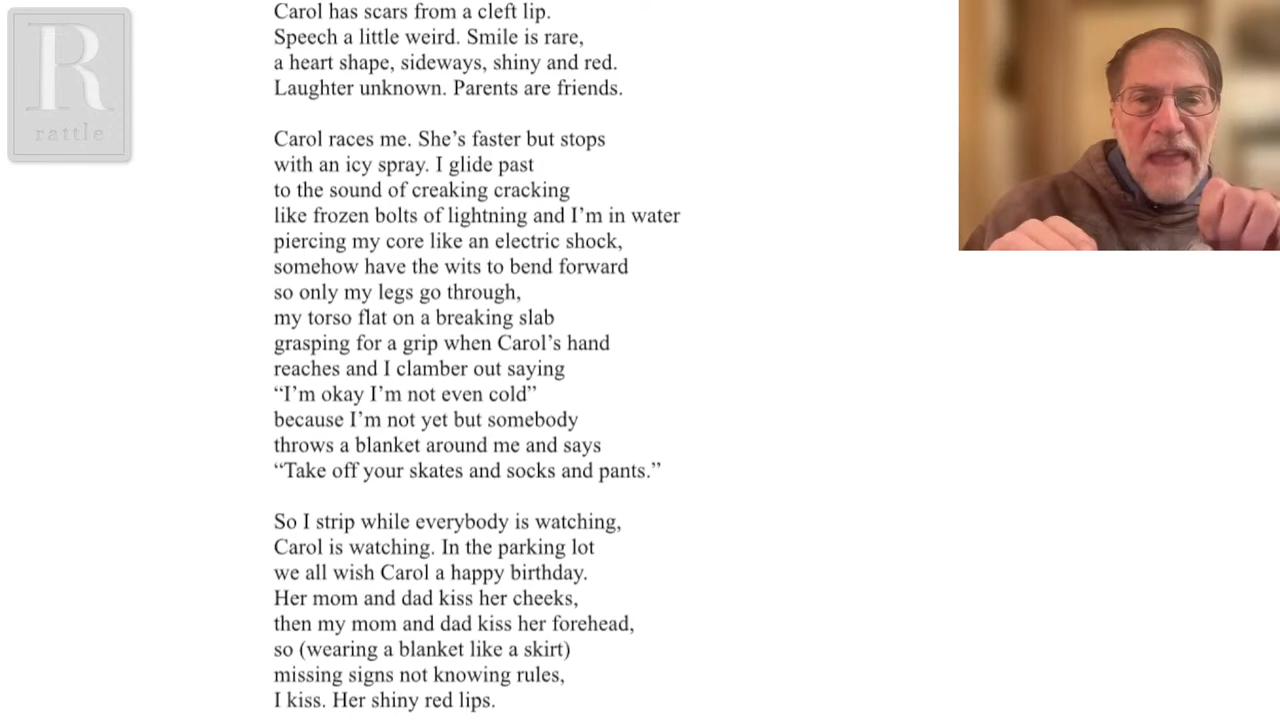 R
rattle
Carol has scars from a cleft lip.
Speech a little weird. Smile is rare,
a heart shape, sideways, shiny and red.
Laughter unknown. Parents are friends.
Carol races me. She’s faster but stops
with an icy spray. I glide past
to the sound of creaking cracking
like frozen bolts of lightning and I’m in water
piercing my core like an electric shock,
somehow have the wits to bend forward
so only my legs go through,
my torso flat on a breaking slab
grasping for a grip when Carol’s hand
reaches and I clamber out saying
“I’m okay I’m not even cold”
because I’m not yet but somebody
throws a blanket around me and says
“Take off your skates and socks and pants.”
So I strip while everybody is watching,
Carol is watching. In the parking lot
we all wish Carol a happy birthday.
Her mom and dad kiss her cheeks,
then my mom and dad kiss her forehead,
so (wearing a blanket like a skirt)
missing signs not knowing rules,
I kiss. Her shiny red lips.